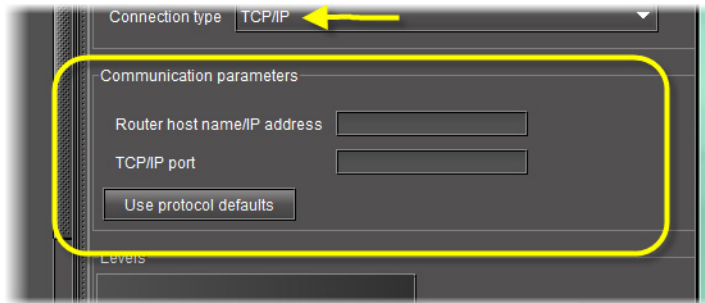 Connection type TCP/IP
Communication parameters
Router host name/IP address
TCP/IP port
Use protocol defaults
Levels